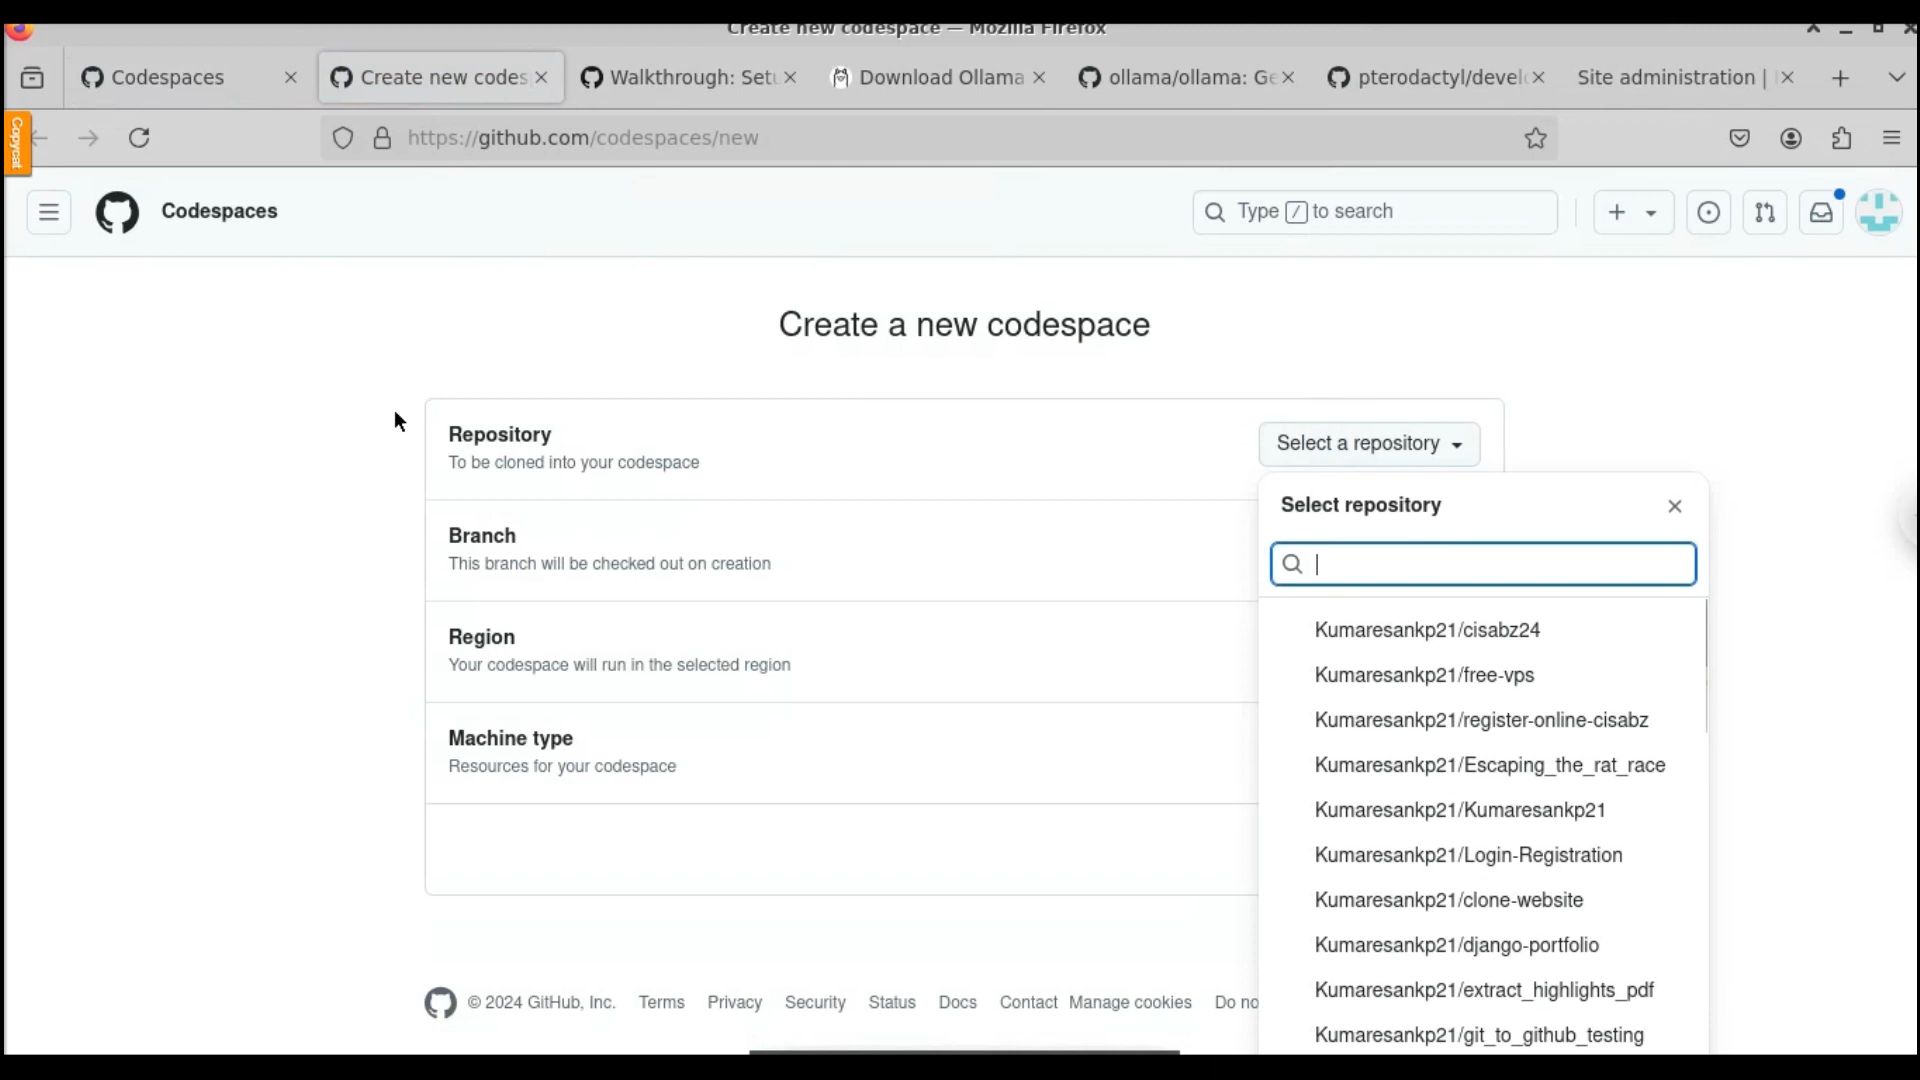 Create new codespace — Mozilla Firefox
Codespaces
Create new codes
Walkthrough: Setu
Download Ollama
ollama/ollama: Ge
pterodactyl/devel
Site administration |
Copycat
https://github.com/codespaces/new
Codespaces
Type / to search
Create a new codespace
Repository
To be cloned into your codespace
Select a repository
Branch
This branch will be checked out on creation
Region
Your codespace will run in the selected region
Machine type
Resources for your codespace
Select repository
Kumaresankp21/cisabz24
Kumaresankp21/free-vps
Kumaresankp21/register-online-cisabz
Kumaresankp21/Escaping_the_rat_race
Kumaresankp21/Kumaresankp21
Kumaresankp21/Login-Registration
Kumaresankp21/clone-website
Kumaresankp21/django-portfolio
Kumaresankp21/extract_highlights_pdf
Kumaresankp21/git_to_github_testing
© 2024 GitHub, Inc. Terms Privacy Security Status Docs Contact Manage cookies Do no